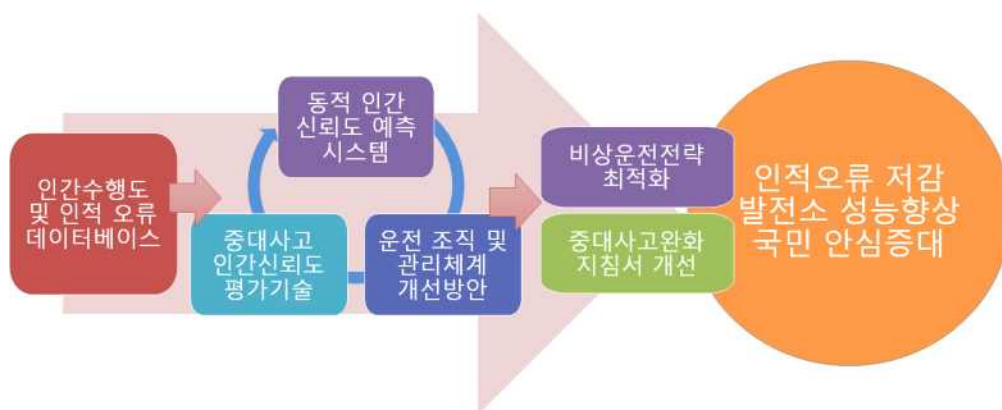 인간수행도
및 인적 오류
데이터베이스
동적 인간
신뢰도 예측
시스템
중대사고
인간신뢰도
평가기술
운전 조직 및
관리체계
개선방안
비상운전전략
최적화
중대사고완화
지침서 개선
인적오류 저감
발전소 성능향상
국민 안심증대